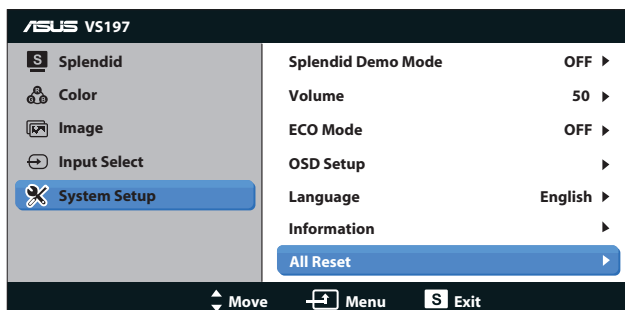 ASUS VS197
S Splendid
Color
Image
Input Select
System Setup
Splendid Demo Mode OFF
Volume 50
ECO Mode OFF
OSD Setup
Language English
Information
All Reset
Move Menu S Exit